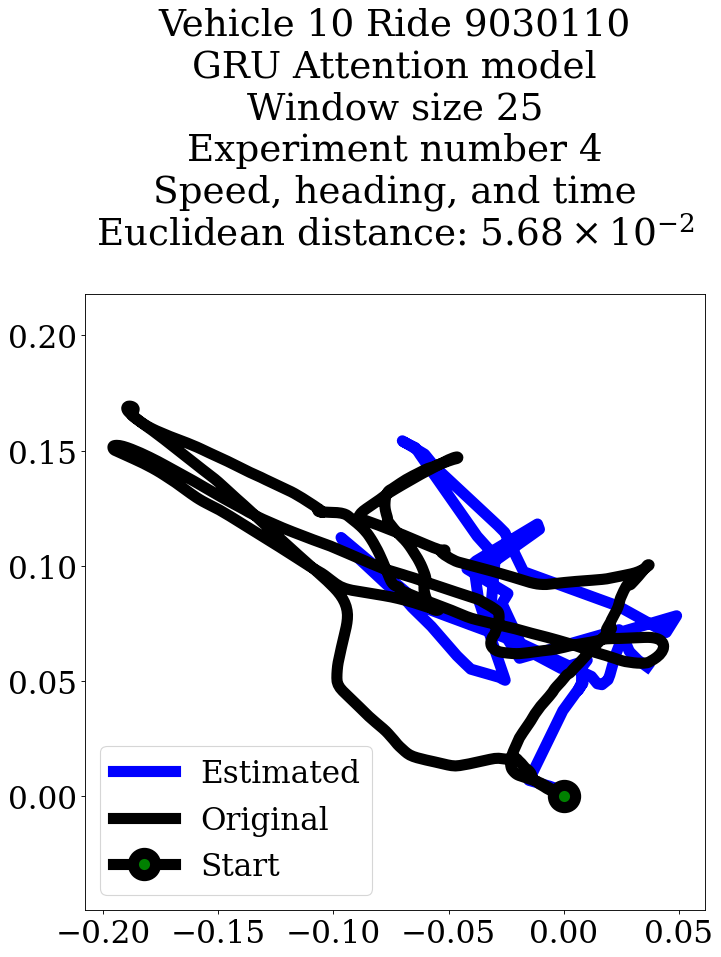 Vehicle 10 Ride 9030110
GRU Attention model
Window size 25
Experiment number 4
Speed, heading, and time
Euclidean distance: 5.68 × 10⁻²
0.20
0.15
0.10
0.05
0.00
Estimated
Original
Start
−0.20 −0.15 −0.10 −0.05 0.00 0.05